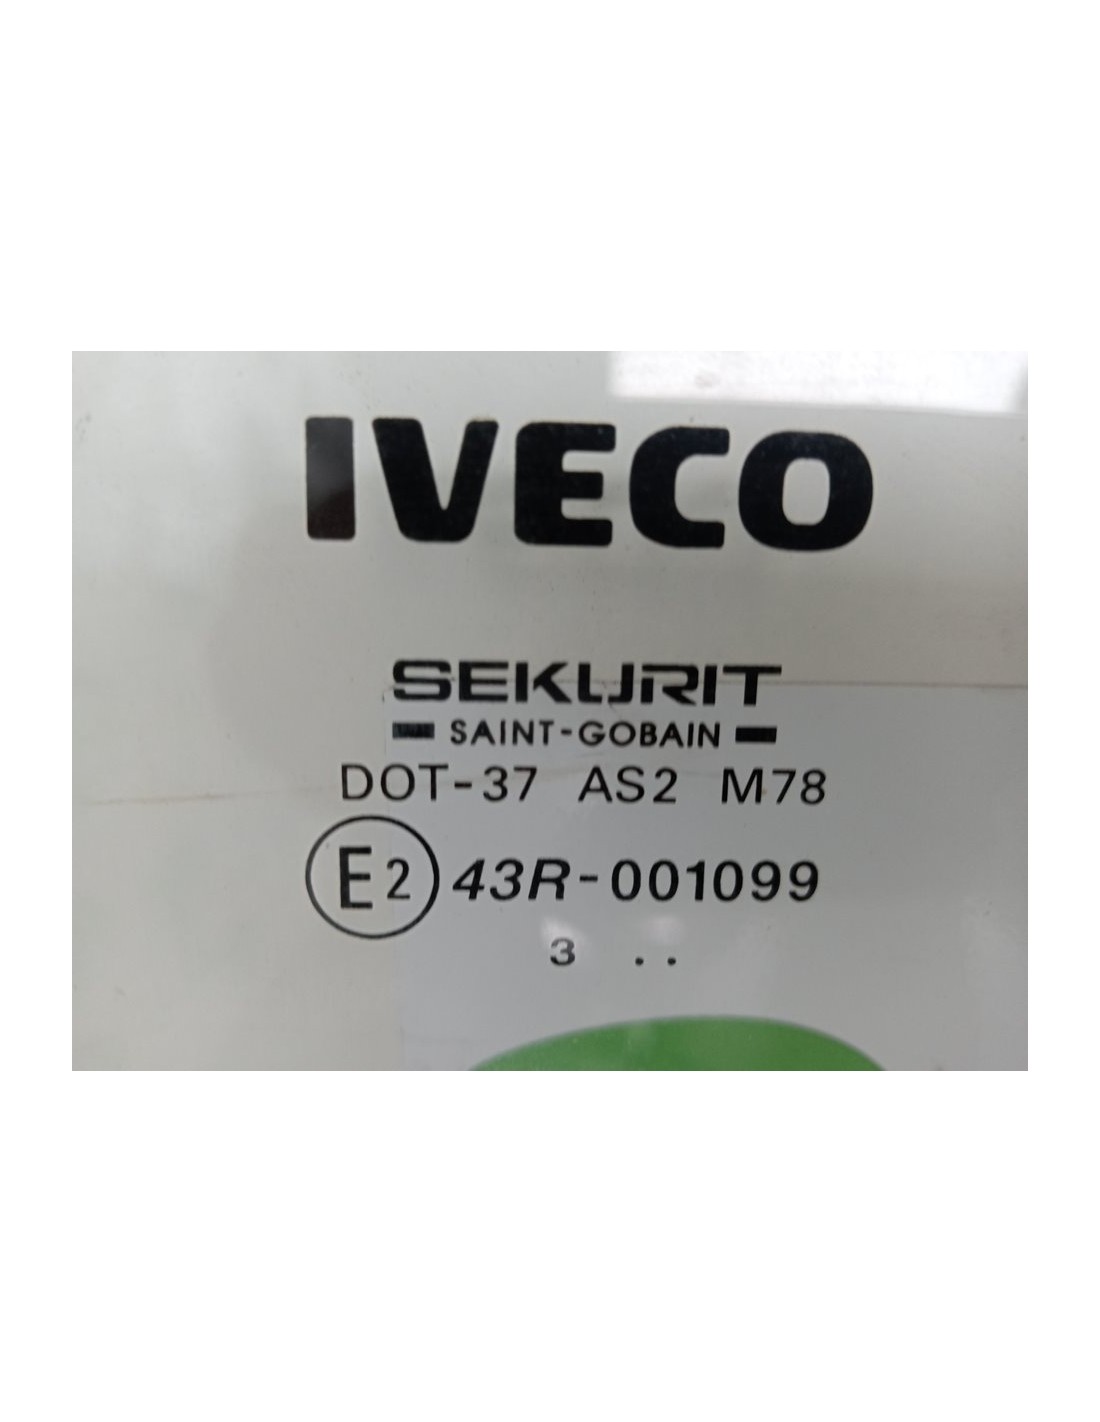 IVECO
SEKURIT
SAINT-GOBAIN
DOT-37 AS2 M78
E2 43R-001099
3 ..